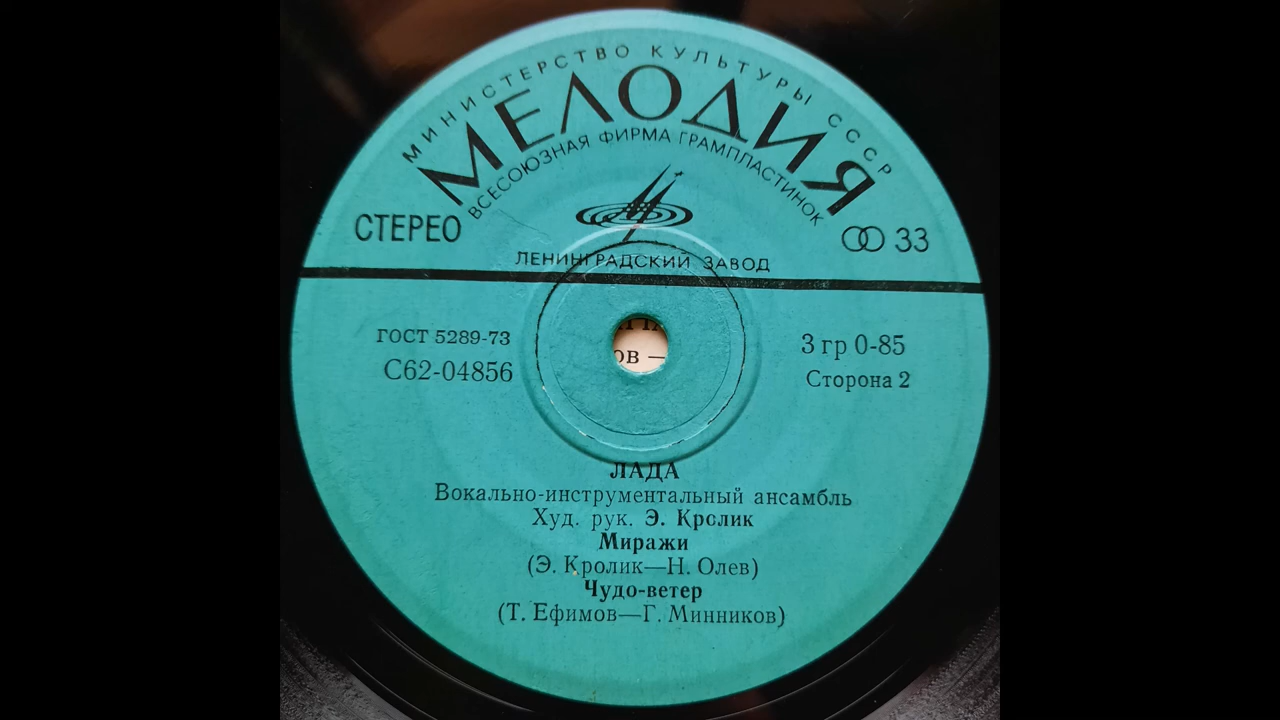 МИНИСТЕРСТВО КУЛЬТУРЫ СССР
МЕЛОДИЯ
ВСЕСОЮЗНАЯ ФИРМА ГРАМПЛАСТИНОК
СТЕРЕО
33
ЛЕНИНГРАДСКИЙ ЗАВОД
ГОСТ 5289-73
3 гр 0-85
С62-04856
Сторона 2
ов —
ЛАДА
Вокально-инструментальный ансамбль
Худ. рук. Э. Кролик
Миражи
(Э. Кролик—Н. Олев)
Чудо-ветер
(Т. Ефимов—Г. Минников)